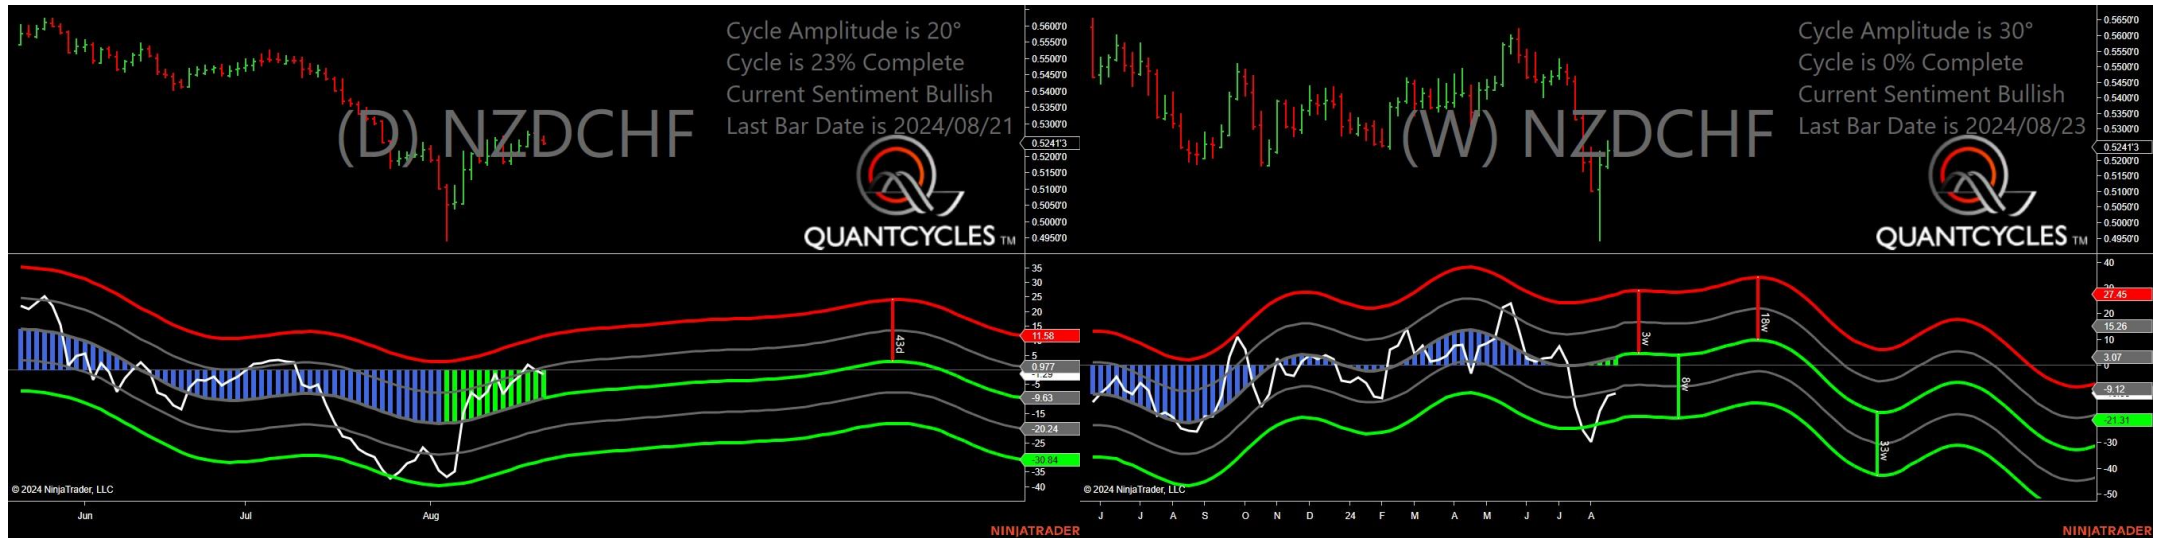 Cycle Amplitude is 20°
Cycle is 23% Complete
Current Sentiment Bullish
Last Bar Date is 2024/08/21
(D) NZDCHF
QUANTCYCLES TM
0.5600'0
0.5550'0
0.5500'0
0.5450'0
0.5400'0
0.5350'0
0.5300'0
0.5241'3
0.5200'0
0.5150'0
0.5100'0
0.5050'0
0.5000'0
0.4950'0
43d
35
30
25
20
15
11.58
10
5
0.977
-1.29
-5
-9.63
-15
-20.24
-25
-30.84
-35
-40
© 2024 NinjaTrader, LLC
Jun
Jul
Aug
NINJATRADER
Cycle Amplitude is 30°
Cycle is 0% Complete
Current Sentiment Bullish
Last Bar Date is 2024/08/23
(W) NZDCHF
QUANTCYCLES TM
0.5650'0
0.5600'0
0.5550'0
0.5500'0
0.5450'0
0.5400'0
0.5350'0
0.5300'0
0.5241'3
0.5200'0
0.5150'0
0.5100'0
0.5050'0
0.5000'0
0.4950'0
3w
8w
18w
33w
40
27.45
20
15.26
10
3.07
0
-9.12
-21.31
-30
-40
-50
© 2024 NinjaTrader, LLC
J J A S O N D 24 F M A M J J A
NINJATRADER